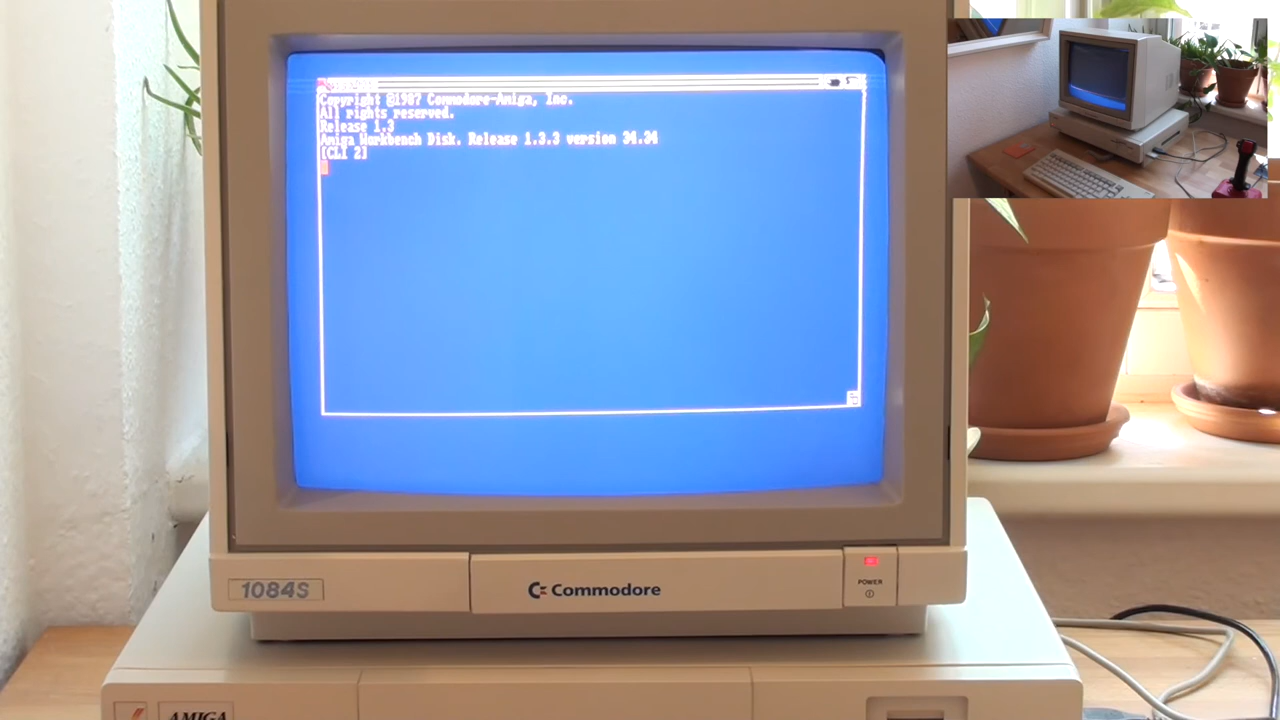 Copyright @1987 Commodore-Amiga, Inc.
All rights reserved.
Release 1.3
Amiga Workbench Disk. Release 1.3.3 version 34.34
[CLI 2]
1084S
Commodore
POWER
AMIGA